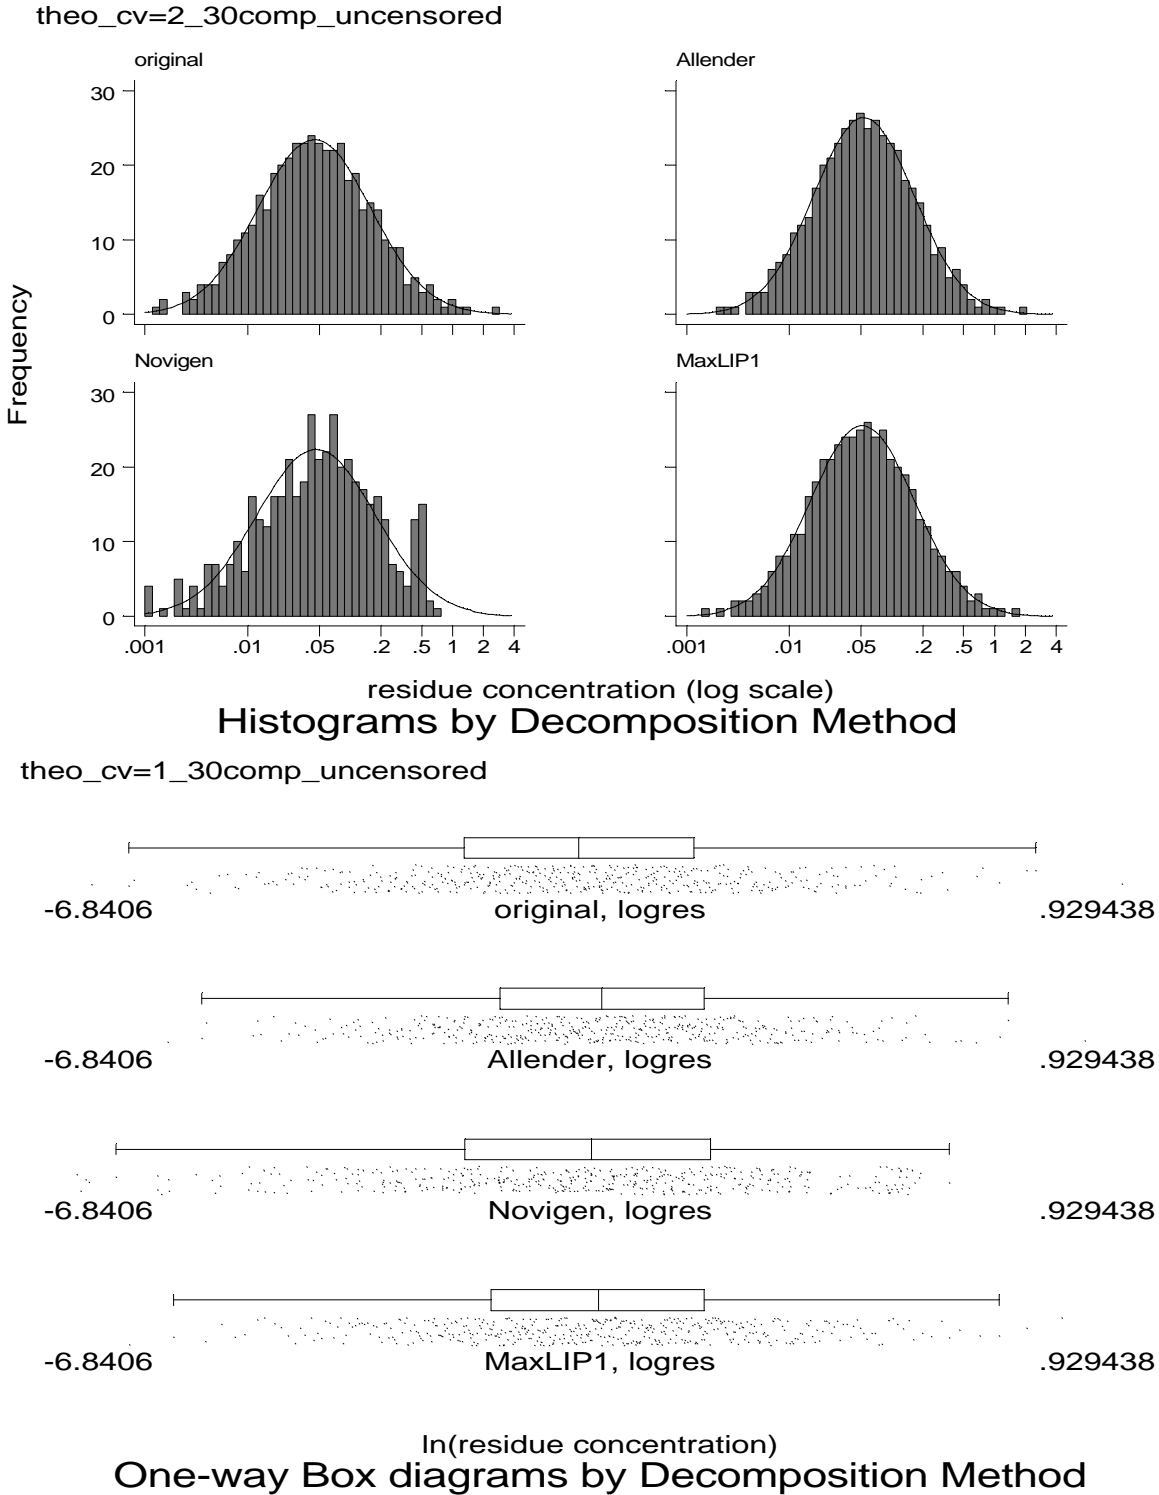 theo_cv=2_30comp_uncensored
original
Allender
30
20
10
0
Frequency
Novigen
MaxLIP1
30
20
10
0
.001 .01 .05 .2 .5 1 2 4
.001 .01 .05 .2 .5 1 2 4
residue concentration (log scale)
Histograms by Decomposition Method
theo_cv=1_30comp_uncensored
-6.8406 original, logres .929438
-6.8406 Allender, logres .929438
-6.8406 Novigen, logres .929438
-6.8406 MaxLIP1, logres .929438
ln(residue concentration)
One-way Box diagrams by Decomposition Method